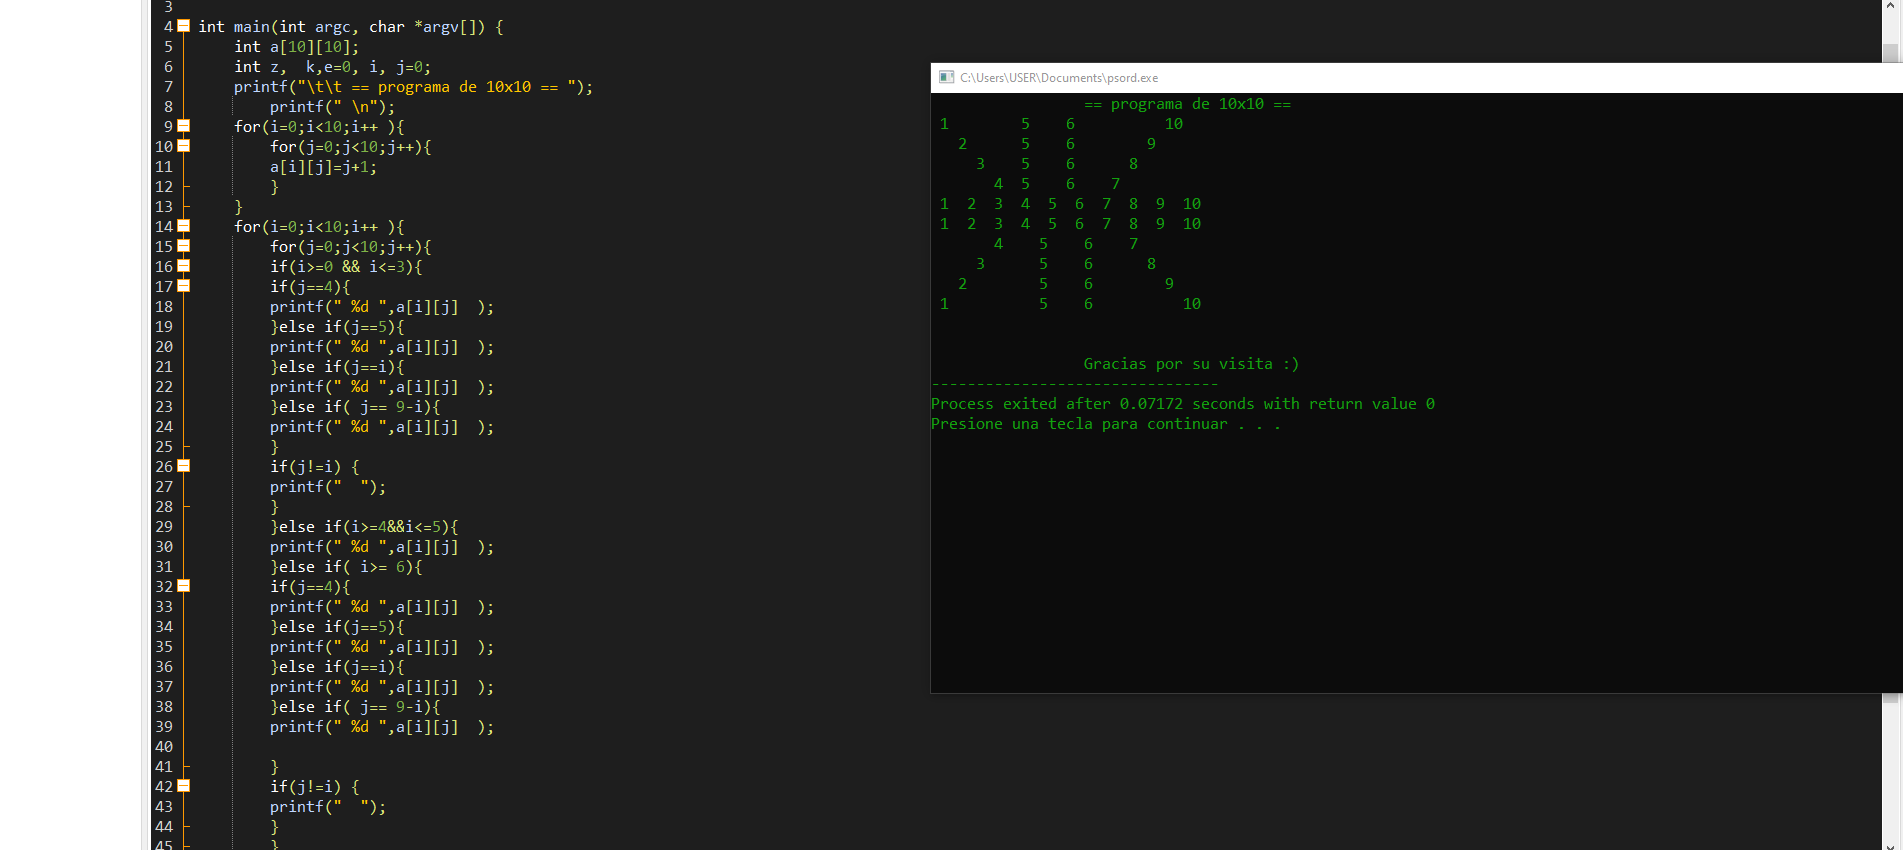 3
4 int main(int argc, char *argv[]) {
5 int a[10][10];
6 int z,  k,e=0, i, j=0;
7 printf("\t\t == programa de 10x10 == ");
8 printf(" \n");
9 for(i=0;i<10;i++ ){
10 for(j=0;j<10;j++){
11 a[i][j]=j+1;
12 }
13 }
14 for(i=0;i<10;i++ ){
15 for(j=0;j<10;j++){
16 if(i>=0 && i<=3){
17 if(j==4){
18 printf(" %d ",a[i][j]  );
19 }else if(j==5){
20 printf(" %d ",a[i][j]  );
21 }else if(j==i){
22 printf(" %d ",a[i][j]  );
23 }else if( j== 9-i){
24 printf(" %d ",a[i][j]  );
25 }
26 if(j!=i) {
27 printf("  ");
28 }
29 }else if(i>=4&&i<=5){
30 printf(" %d ",a[i][j]  );
31 }else if( i>= 6){
32 if(j==4){
33 printf(" %d ",a[i][j]  );
34 }else if(j==5){
35 printf(" %d ",a[i][j]  );
36 }else if(j==i){
37 printf(" %d ",a[i][j]  );
38 }else if( j== 9-i){
39 printf(" %d ",a[i][j]  );
40
41 }
42 if(j!=i) {
43 printf("  ");
44 }
45 }
C:\Users\USER\Documents\psord.exe
== programa de 10x10 ==
1 5 6 10
2 5 6 9
3 5 6 8
4 5 6 7
1 2 3 4 5 6 7 8 9 10
1 2 3 4 5 6 7 8 9 10
4 5 6 7
3 5 6 8
2 5 6 9
1 5 6 10
Gracias por su visita :)
--------------------------------
Process exited after 0.07172 seconds with return value 0
Presione una tecla para continuar . . .